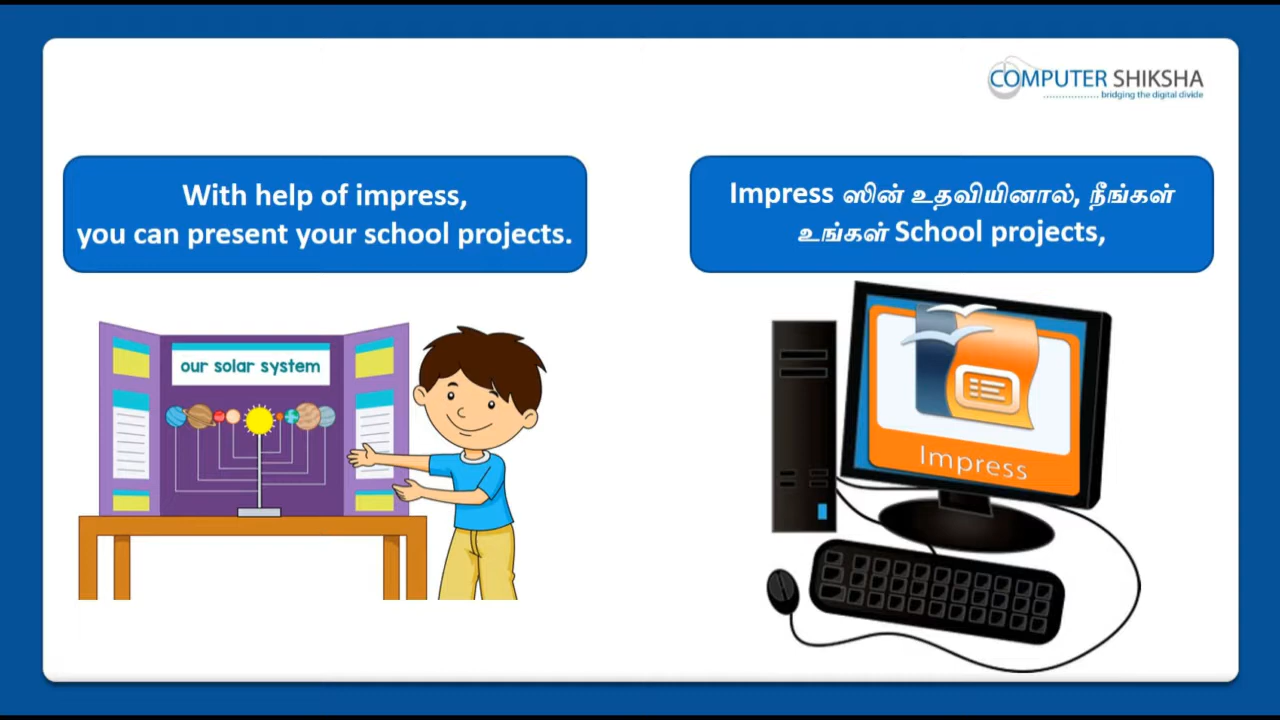 COMPUTER SHIKSHA
bridging the digital divide
With help of impress,
you can present your school projects.
Impress ஸின் உதவியினால், நீங்கள்
உங்கள் School projects,
our solar system
Impress